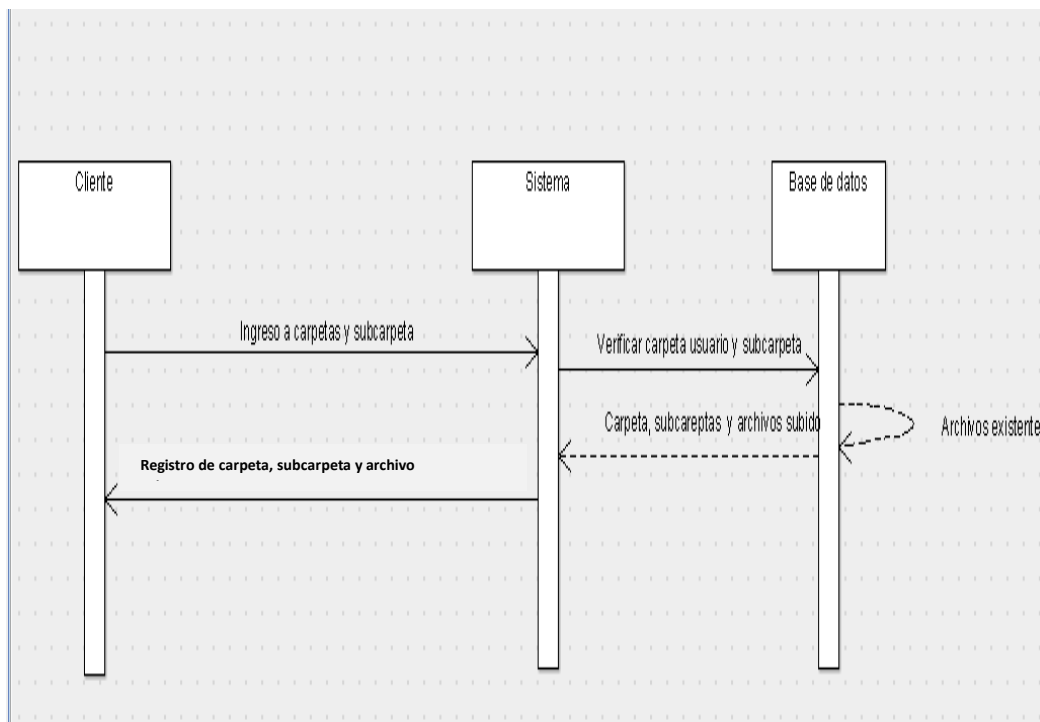 Cliente
Sistema
Base de datos
Ingreso a carpetas y subcarpeta
Verificar carpeta usuario y subcarpeta
Carpeta, subcareptas y archivos subido
Archivos existente
Registro de carpeta, subcarpeta y archivo